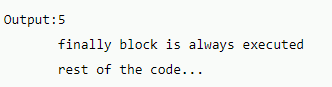 Output:5
finally block is always executed
rest of the code...